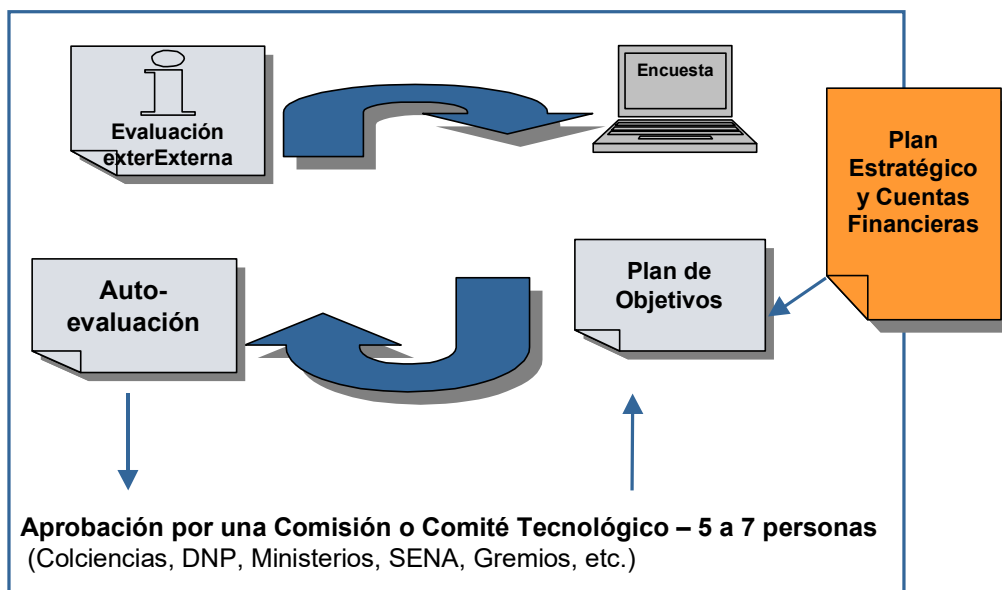 Encuesta
Evaluación
exterExterna
Plan
Estratégico
y Cuentas
Financieras
Auto-
evaluación
Plan de
Objetivos
Aprobación por una Comisión o Comité Tecnológico – 5 a 7 personas
(Colciencias, DNP, Ministerios, SENA, Gremios, etc.)